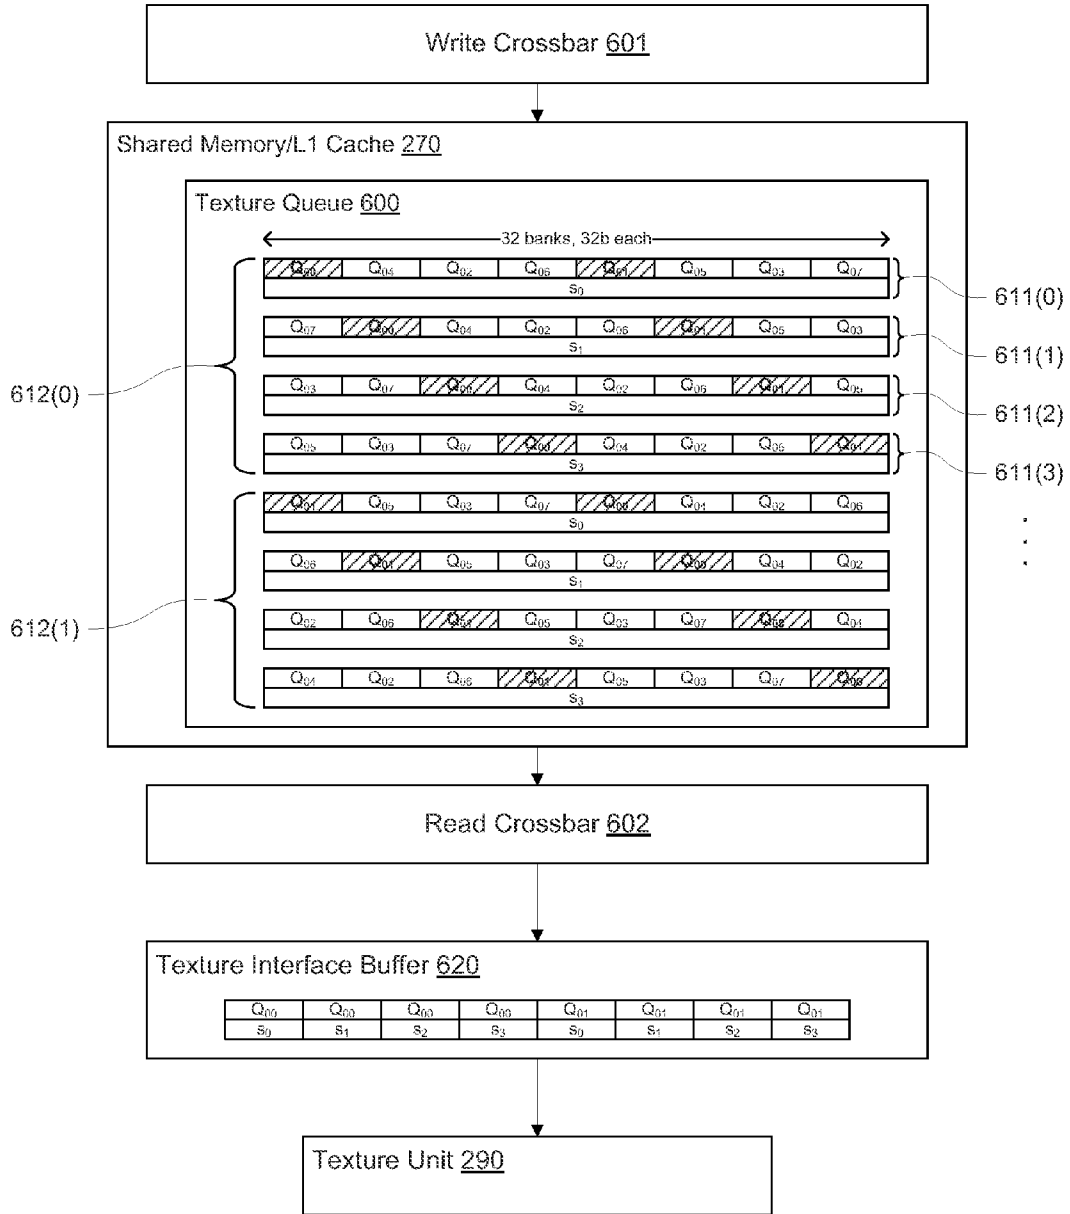 Write Crossbar 601
Shared Memory/L1 Cache 270
Texture Queue 600
32 banks, 32b each
Q00 Q04 Q02 Q06 Q01 Q05 Q03 Q07
s0
611(0)
Q07 Q00 Q04 Q02 Q06 Q01 Q05 Q03
s1
611(1)
612(0)
Q03 Q07 Q00 Q04 Q02 Q06 Q01 Q05
s2
611(2)
Q05 Q03 Q07 Q00 Q04 Q02 Q06 Q01
s3
611(3)
Q01 Q05 Q03 Q07 Q00 Q04 Q02 Q06
s0
Q06 Q01 Q05 Q03 Q07 Q00 Q04 Q02
s1
612(1)
Q02 Q06 Q01 Q05 Q03 Q07 Q00 Q04
s2
Q04 Q02 Q06 Q01 Q05 Q03 Q07 Q00
s3
Read Crossbar 602
Texture Interface Buffer 620
Q00 Q00 Q00 Q00 Q01 Q01 Q01 Q01
s0 s1 s2 s3 s0 s1 s2 s3
Texture Unit 290